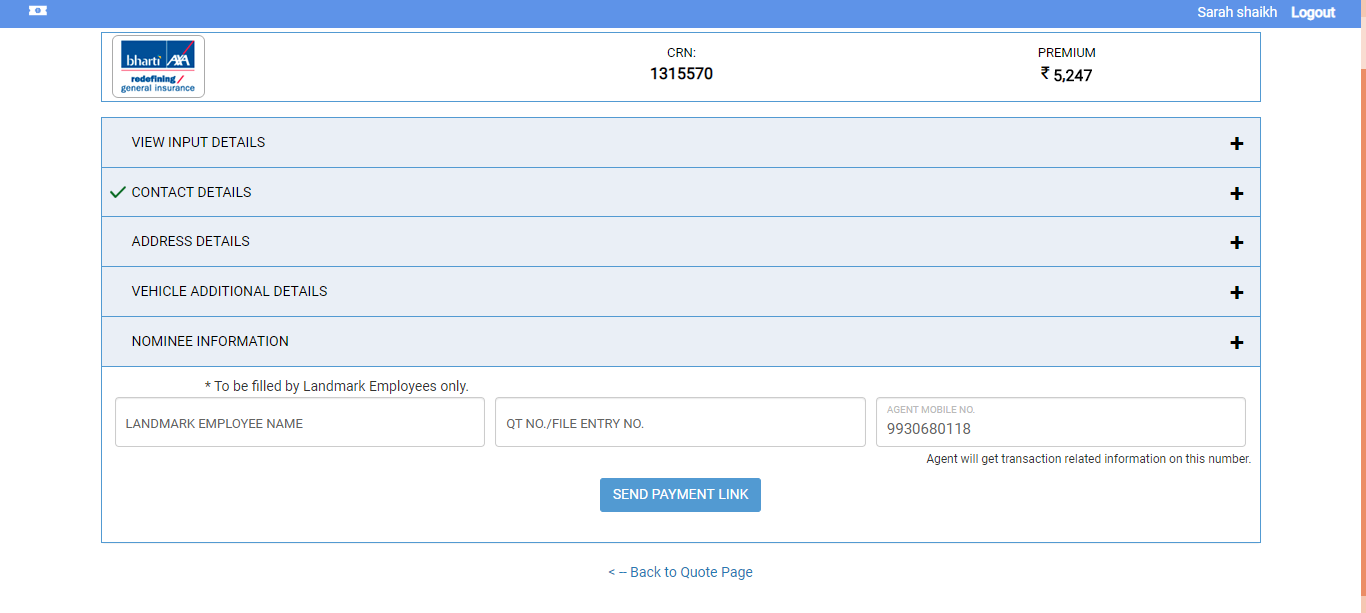 Sarah shaikh Logout
bharti AXA
redefining /
general insurance
CRN:
1315570
PREMIUM
₹ 5,247
VIEW INPUT DETAILS +
CONTACT DETAILS +
ADDRESS DETAILS +
VEHICLE ADDITIONAL DETAILS +
NOMINEE INFORMATION +
* To be filled by Landmark Employees only.
LANDMARK EMPLOYEE NAME
QT NO./FILE ENTRY NO.
AGENT MOBILE NO.
9930680118
Agent will get transaction related information on this number.
SEND PAYMENT LINK
< -- Back to Quote Page